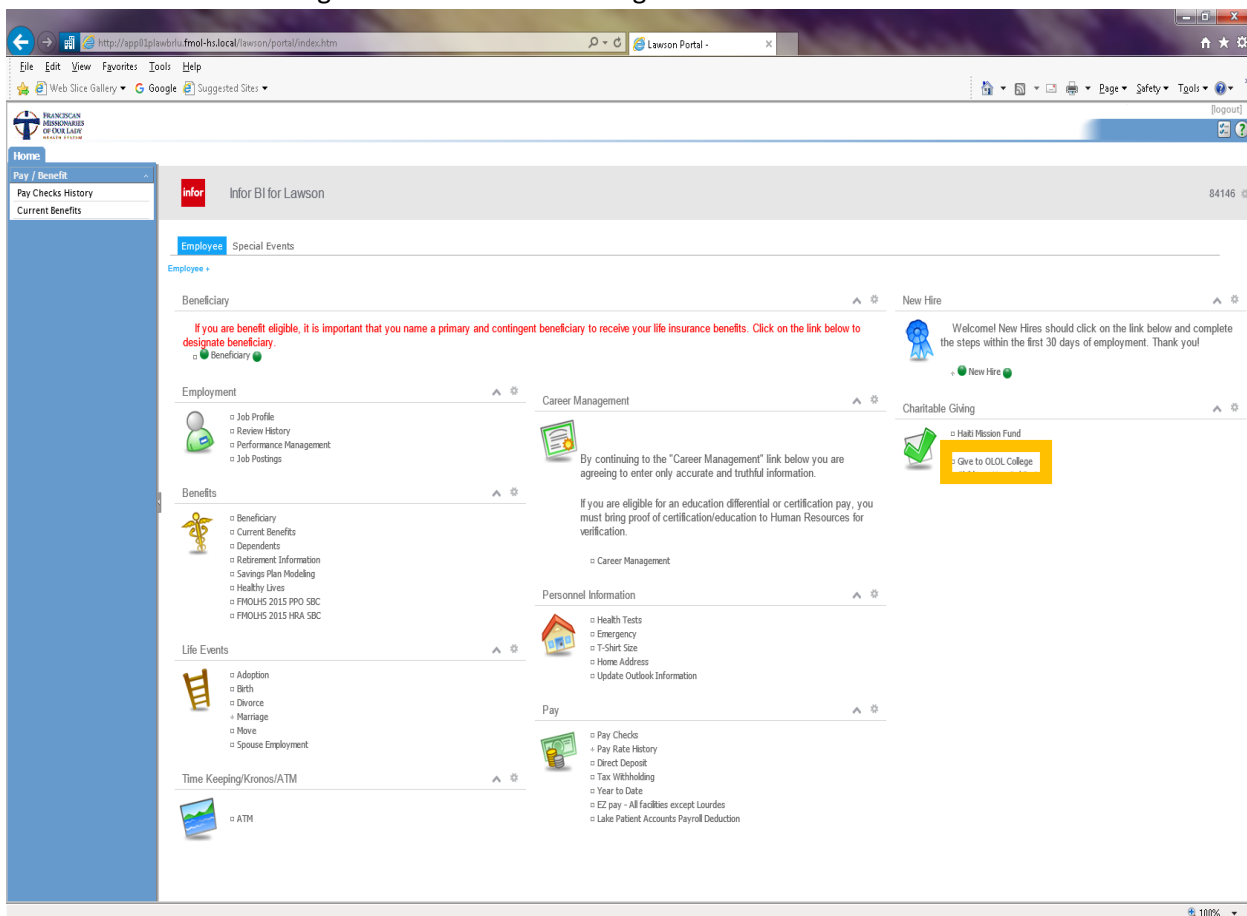 http://app01plawbrlu.fmol-hs.local/lawson/portal/index.htm
Lawson Portal -
File Edit View Favorites Tools Help
Web Slice Gallery Google Suggested Sites
Page Safety Tools
FRANCISCAN
MISSIONARIES
OF OUR LADY
HEALTH SYSTEM
[logout]
Home
Pay / Benefit
Pay Checks History
Current Benefits
infor
Infor BI for Lawson
84146
Employee Special Events
Employee +
Beneficiary
If you are benefit eligible, it is important that you name a primary and contingent beneficiary to receive your life insurance benefits. Click on the link below to
designate beneficiary.
Beneficiary
Employment
Job Profile
Review History
Performance Management
Job Postings
Benefits
Beneficiary
Current Benefits
Dependents
Retirement Information
Savings Plan Modeling
Healthy Lives
FMOLHS 2015 PPO SBC
FMOLHS 2015 HRA SBC
Life Events
Adoption
Birth
Divorce
Marriage
Move
Spouse Employment
Time Keeping/Kronos/ATM
ATM
Career Management
By continuing to the "Career Management" link below you are
agreeing to enter only accurate and truthful information.
If you are eligible for an education differential or certification pay, you
must bring proof of certification/education to Human Resources for
verification.
Career Management
Personnel Information
Health Tests
Emergency
T-Shirt Size
Home Address
Update Outlook Information
Pay
Pay Checks
Pay Rate History
Direct Deposit
Tax Withholding
Year to Date
EZ pay - All facilities except Lourdes
Lake Patient Accounts Payroll Deduction
New Hire
Welcome! New Hires should click on the link below and complete
the steps within the first 30 days of employment. Thank you!
New Hire
Charitable Giving
Haiti Mission Fund
Give to OLOL College
100%